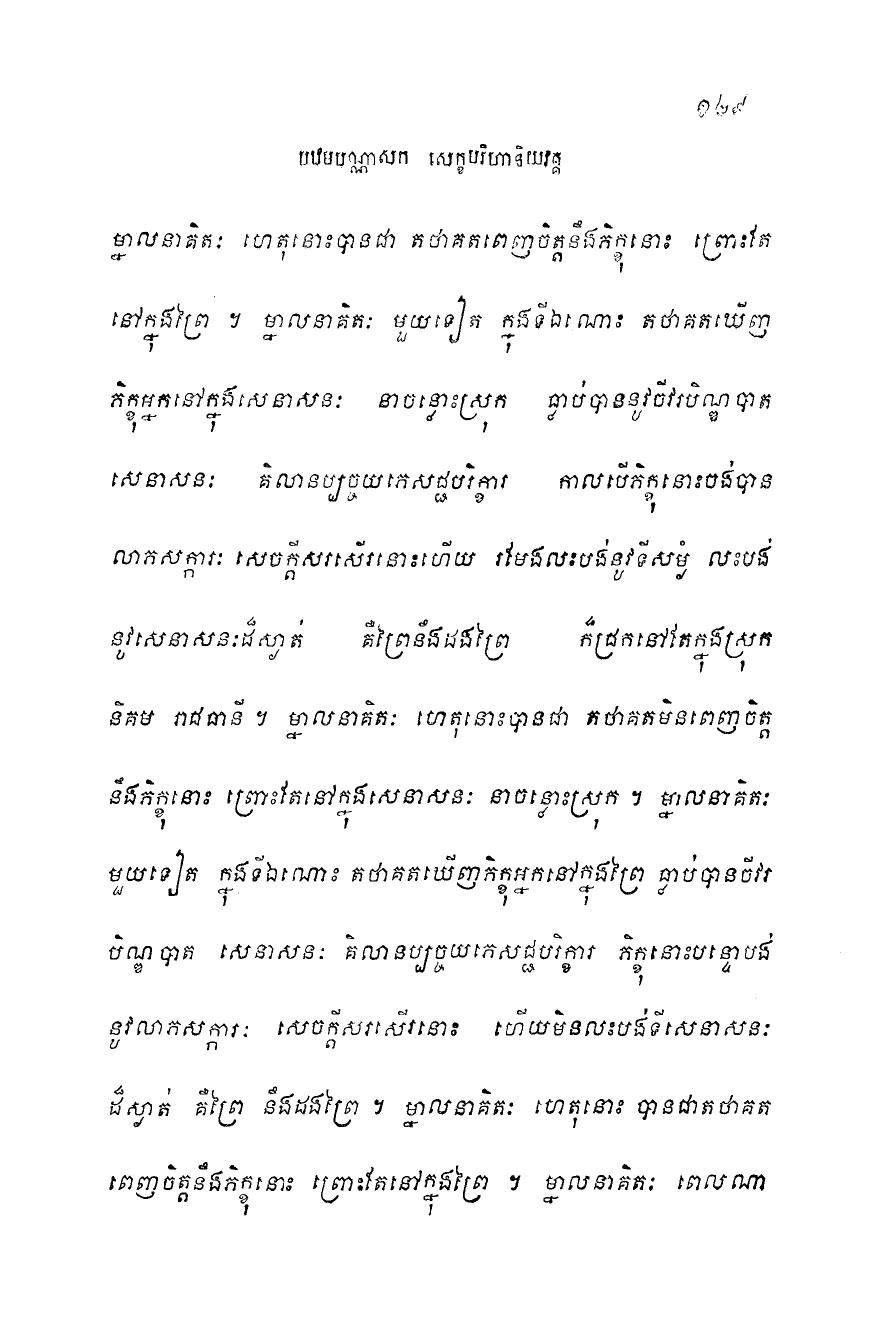 ១២៩
បឋមបណ្ណាសក សេក្ខបរិហានិយវគ្គ
ម្នាលនាគិតៈ ហេតុនោះបានជា តថាគតពេញចិត្តនឹងភិក្ខុនោះ ព្រោះតែ
នៅក្នុងព្រៃ ។ ម្នាលនាគិតៈ មួយទៀត ក្នុងទីឯណោះ តថាគតឃើញ
ភិក្ខុអ្នកនៅក្នុងសេនាសនៈ នាចន្លោះស្រុក ធ្លាប់បាននូវចីវរបិណ្ឌបាត
សេនាសនៈ គិលានប្បច្ចយភេសជ្ជបរិក្ខារ កាលបើភិក្ខុនោះចង់បាន
លាភសក្ការៈ សេចក្តីសរសើរនោះហើយ រមែងលះបង់នូវទីសម្ងំ លះបង់
នូវសេនាសនៈដ៏ស្ងាត់ គឺព្រៃនឹងដងព្រៃ ក៏ជ្រកនៅតែក្នុងស្រុក
និគម រាជធានី ។ ម្នាលនាគិតៈ ហេតុនោះបានជា តថាគតមិនពេញចិត្ត
នឹងភិក្ខុនោះ ព្រោះតែនៅក្នុងសេនាសនៈ នាចន្លោះស្រុក ។ ម្នាលនាគិតៈ
មួយទៀត ក្នុងទីឯណោះ តថាគតឃើញភិក្ខុអ្នកនៅក្នុងព្រៃ ធ្លាប់បានចីវរ
បិណ្ឌបាត សេនាសនៈ គិលានប្បច្ចយភេសជ្ជបរិក្ខារ ភិក្ខុនោះបន្ទោបង់
នូវលាភសក្ការៈ សេចក្តីសរសើរនោះ ហើយមិនលះបង់ទីសេនាសនៈ
ដ៏ស្ងាត់ គឺព្រៃ នឹងដងព្រៃ ។ ម្នាលនាគិតៈ ហេតុនោះ បានជាតថាគត
ពេញចិត្តនឹងភិក្ខុនោះ ព្រោះតែនៅក្នុងព្រៃ ។ ម្នាលនាគិតៈ ពេលណា